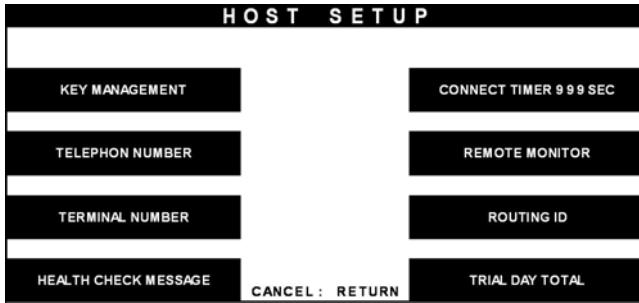 HOST SETUP
KEY MANAGEMENT
CONNECT TIMER 9 9 9 SEC
TELEPHON NUMBER
REMOTE MONITOR
TERMINAL NUMBER
ROUTING ID
HEALTH CHECK MESSAGE
CANCEL : RETURN
TRIAL DAY TOTAL